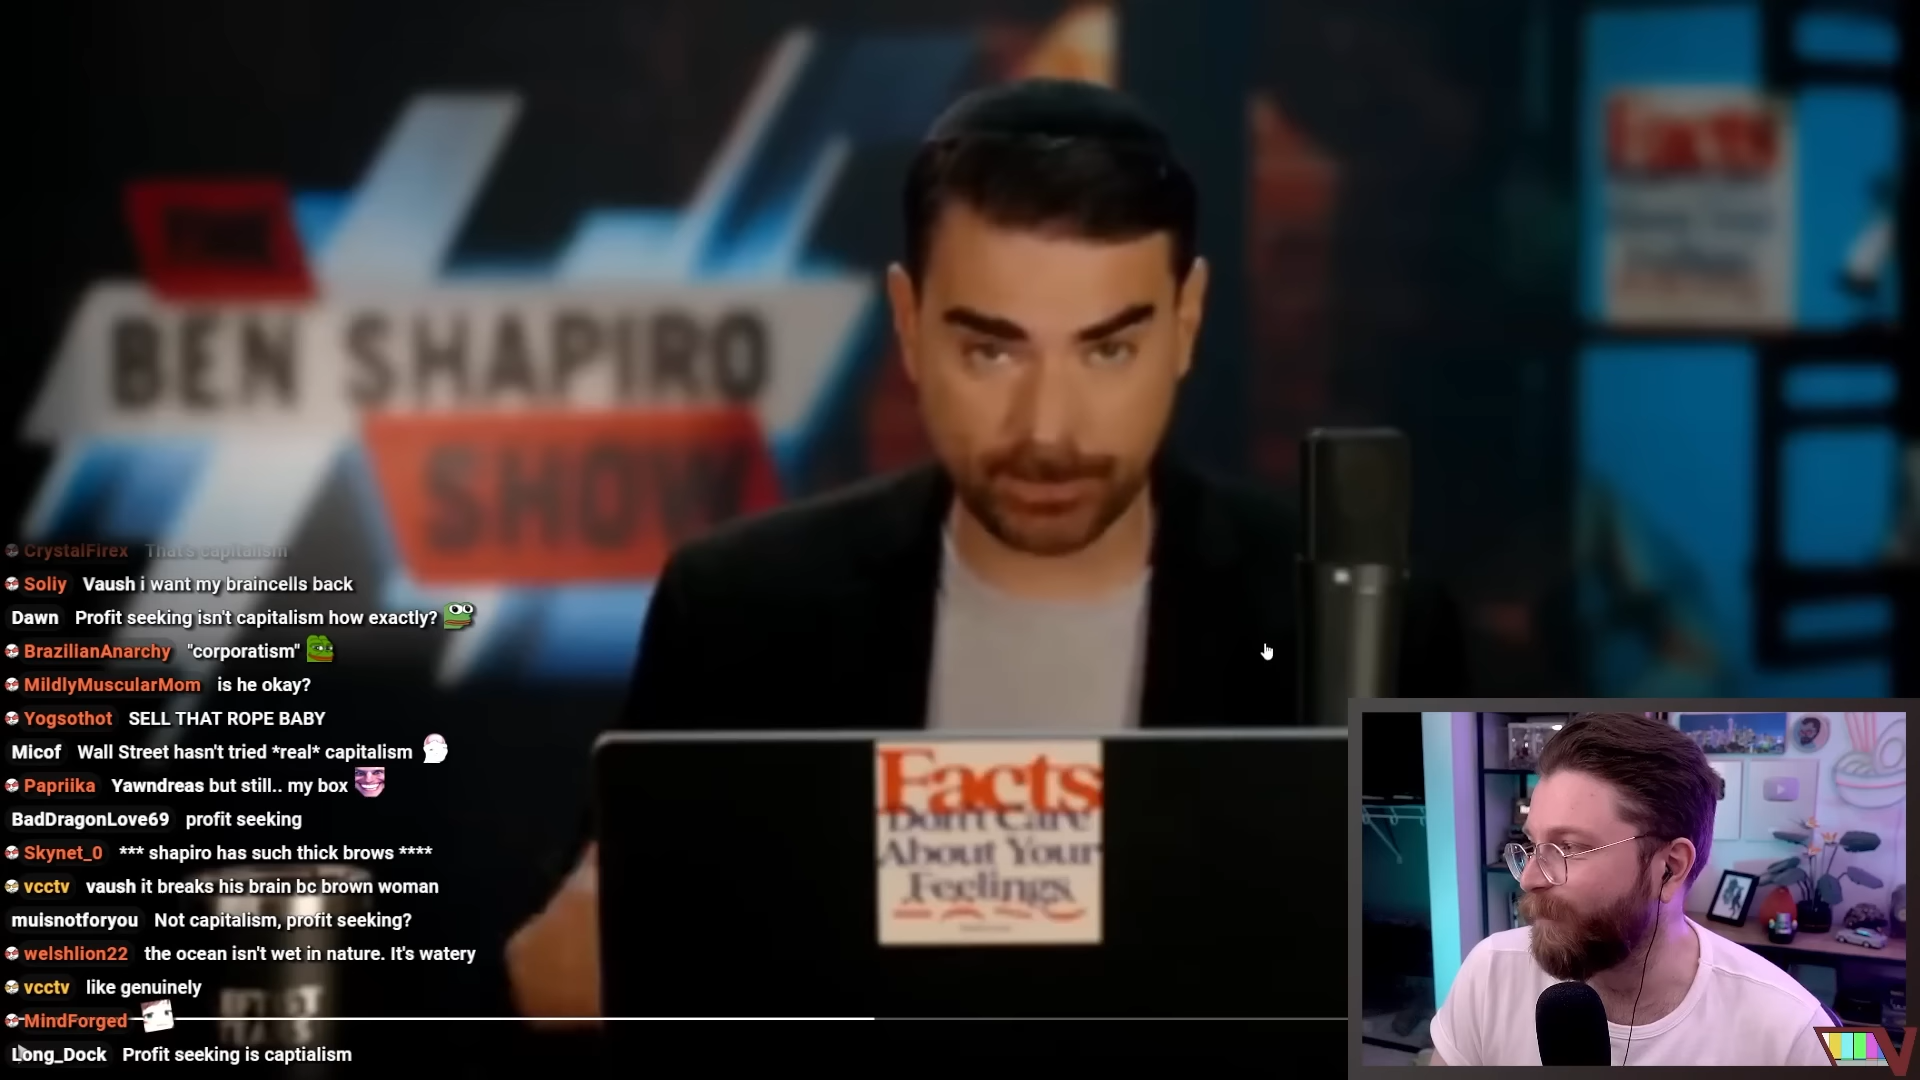 THE
BEN SHAPIRO
SHOW
Facts
CrystalFirex That's capitalism
Soliy Vaush i want my braincells back
Dawn Profit seeking isn't capitalism how exactly?
BrazilianAnarchy "corporatism"
MildlyMuscularMom is he okay?
Yogsothot SELL THAT ROPE BABY
Micof Wall Street hasn't tried *real* capitalism
Papriika Yawndreas but still.. my box
BadDragonLove69 profit seeking
Skynet_0 *** shapiro has such thick brows ****
vcctv vaush it breaks his brain bc brown woman
muisnotforyou Not capitalism, profit seeking?
welshlion22 the ocean isn't wet in nature. It's watery
vcctv like genuinely
MindForged
Long_Dock Profit seeking is captialism
Facts
Don't Care
About Your
Feelings
V